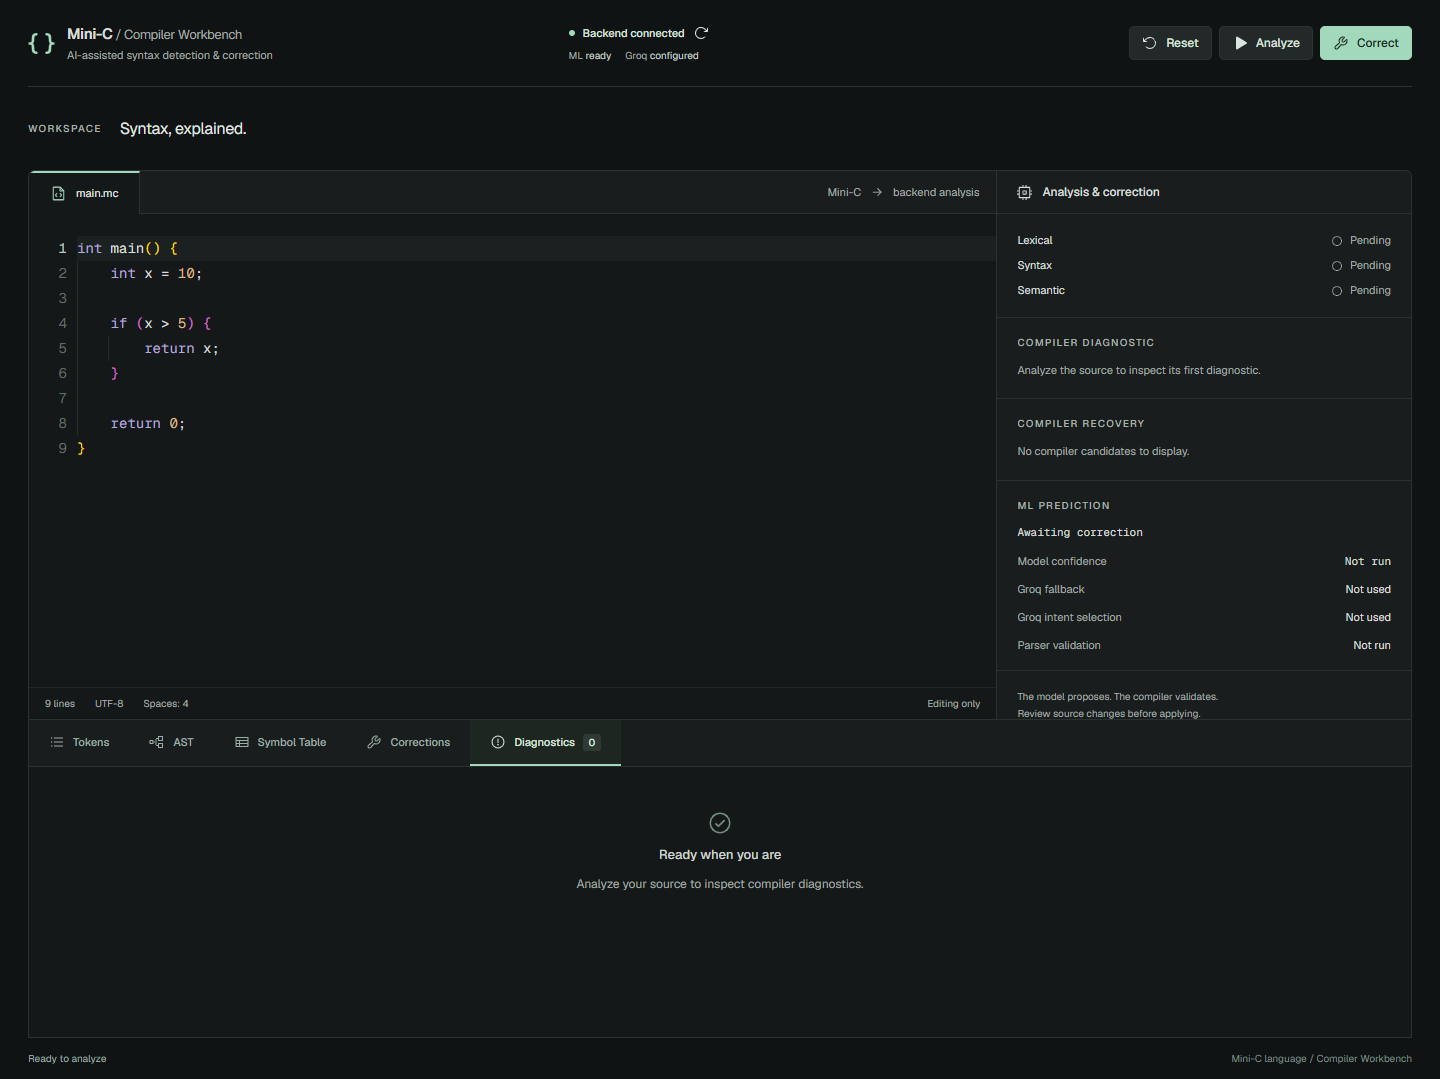 Mini-C / Compiler Workbench
AI-assisted syntax detection & correction
Backend connected
ML ready Groq configured
Reset
Analyze
Correct
WORKSPACE Syntax, explained.
main.mc
Mini-C → backend analysis
1 int main() {
2     int x = 10;
3
4     if (x > 5) {
5         return x;
6     }
7
8     return 0;
9 }
9 lines UTF-8 Spaces: 4 Editing only
Analysis & correction
Lexical Pending
Syntax Pending
Semantic Pending
COMPILER DIAGNOSTIC
Analyze the source to inspect its first diagnostic.
COMPILER RECOVERY
No compiler candidates to display.
ML PREDICTION
Awaiting correction
Model confidence Not run
Groq fallback Not used
Groq intent selection Not used
Parser validation Not run
The model proposes. The compiler validates.
Review source changes before applying.
Tokens AST Symbol Table Corrections Diagnostics 0
Ready when you are
Analyze your source to inspect compiler diagnostics.
Ready to analyze
Mini-C language / Compiler Workbench